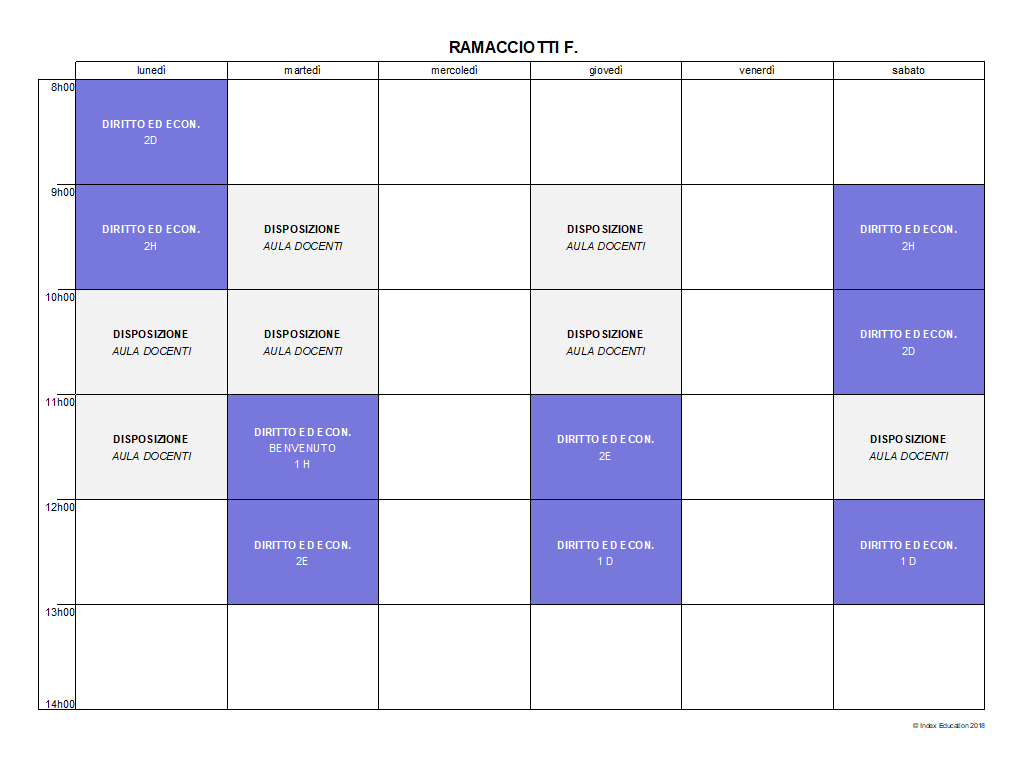 RAMACCIOTTI F.
lunedì martedì mercoledì giovedì venerdì sabato
8h00
DIRITTO ED ECON.
2D
9h00
DIRITTO ED ECON.
2H
DISPOSIZIONE
AULA DOCENTI
DISPOSIZIONE
AULA DOCENTI
DIRITTO ED ECON.
2H
10h00
DISPOSIZIONE
AULA DOCENTI
DISPOSIZIONE
AULA DOCENTI
DISPOSIZIONE
AULA DOCENTI
DIRITTO ED ECON.
2D
11h00
DISPOSIZIONE
AULA DOCENTI
DIRITTO ED ECON.
BENVENUTO
1 H
DIRITTO ED ECON.
2E
DISPOSIZIONE
AULA DOCENTI
12h00
DIRITTO ED ECON.
2E
DIRITTO ED ECON.
1 D
DIRITTO ED ECON.
1 D
13h00
14h00
© Index Education 2018